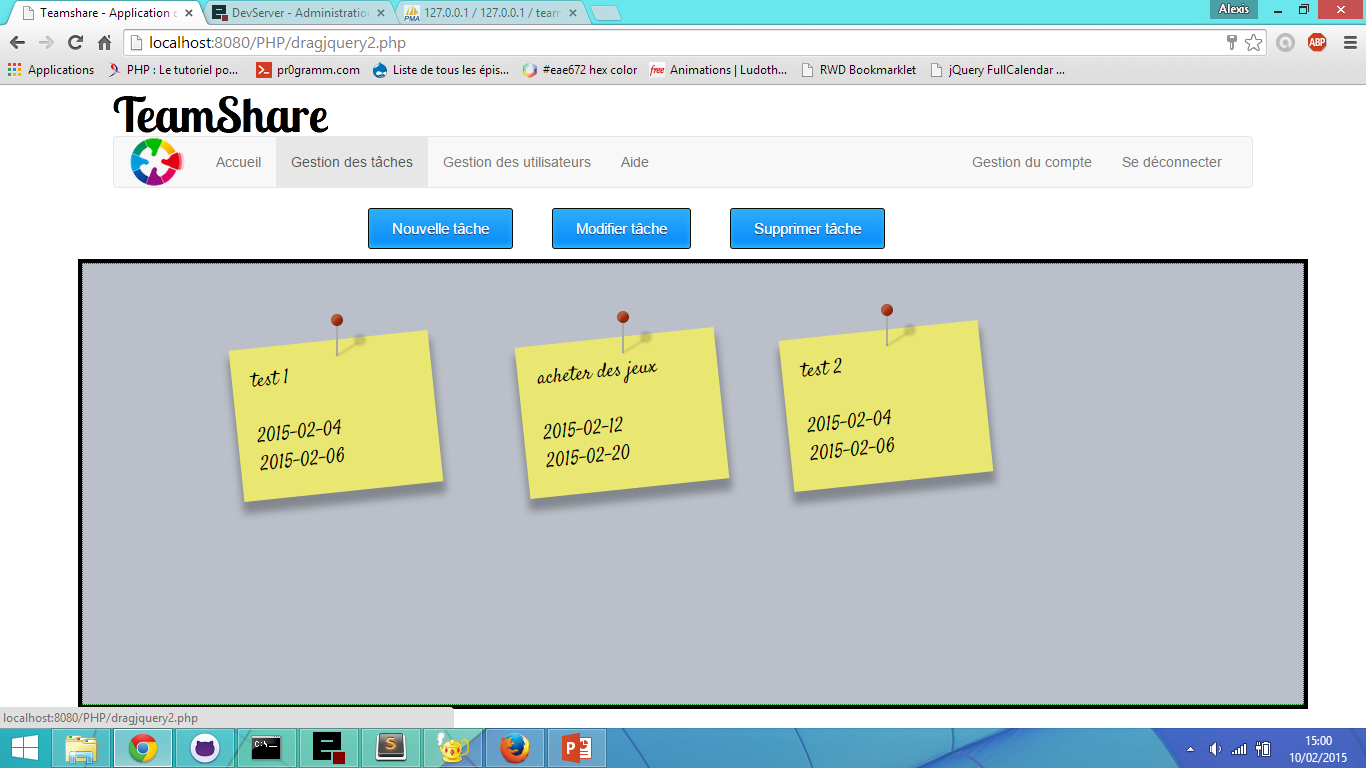 Teamshare - Application d
DevServer - Administration
127.0.0.1 / 127.0.0.1 / team
Alexis
localhost:8080/PHP/dragjquery2.php
ABP
Applications
PHP : Le tutoriel po...
pr0gramm.com
Liste de tous les épis...
#eae672 hex color
free
Animations | Ludoth...
RWD Bookmarklet
jQuery FullCalendar ...
TeamShare
Accueil
Gestion des tâches
Gestion des utilisateurs
Aide
Gestion du compte
Se déconnecter
Nouvelle tâche
Modifier tâche
Supprimer tâche
test 1
2015-02-04
2015-02-06
acheter des jeux
2015-02-12
2015-02-20
test 2
2015-02-04
2015-02-06
localhost:8080/PHP/dragjquery2.php
15:00
10/02/2015